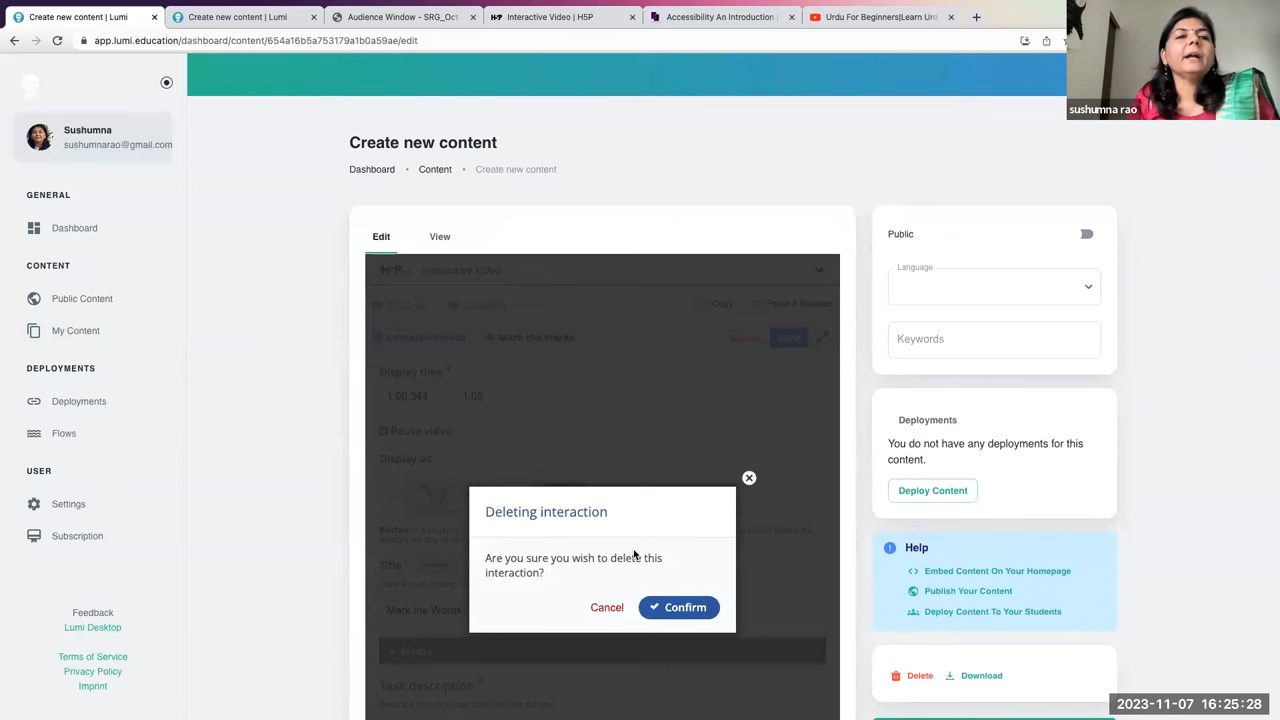 Create new content | Lumi
Create new content | Lumi
Audience Window - SRG_Oct
Interactive Video | H5P
Accessibility An Introduction |
Urdu For Beginners|Learn Urd
app.lumi.education/dashboard/content/654a16b5a753179a1b0a59ae/edit
sushumna rao
Sushumna
sushumnarao@gmail.com
GENERAL
Dashboard
CONTENT
Public Content
My Content
DEPLOYMENTS
Deployments
Flows
USER
Settings
Subscription
Feedback
Lumi Desktop
Terms of Service
Privacy Policy
Imprint
Create new content
Dashboard • Content • Create new content
Edit View
Interactive Video
Tutorial Example Copy Paste & Replace
Interactive Video Mark the Words Delete Done
Display time *
1:00.344 1:05
Pause video
Display as
Deleting interaction
Are you sure you wish to delete this
interaction?
Cancel Confirm
Title *
Mark the Words
Media
Task description *
Public
Language
Keywords
Deployments
You do not have any deployments for this
content.
Deploy Content
Help
Embed Content On Your Homepage
Publish Your Content
Deploy Content To Your Students
Delete Download
2023-11-07 16:25:28